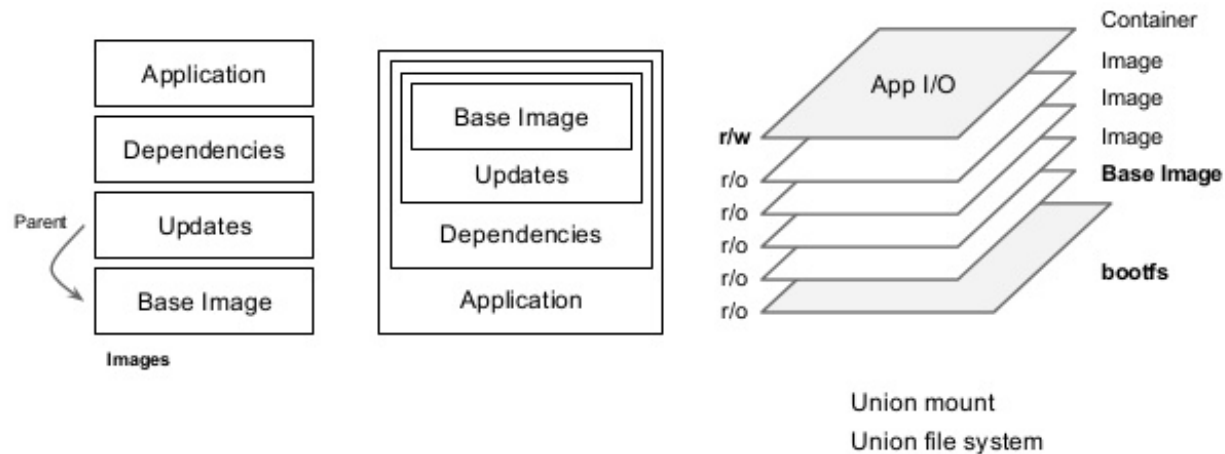 Application
Dependencies
Parent
Updates
Base Image
Images
Base Image
Updates
Dependencies
Application
Container
Image
Image
Image
Base Image
bootfs
App I/O
r/w
r/o
r/o
r/o
r/o
r/o
Union mount
Union file system